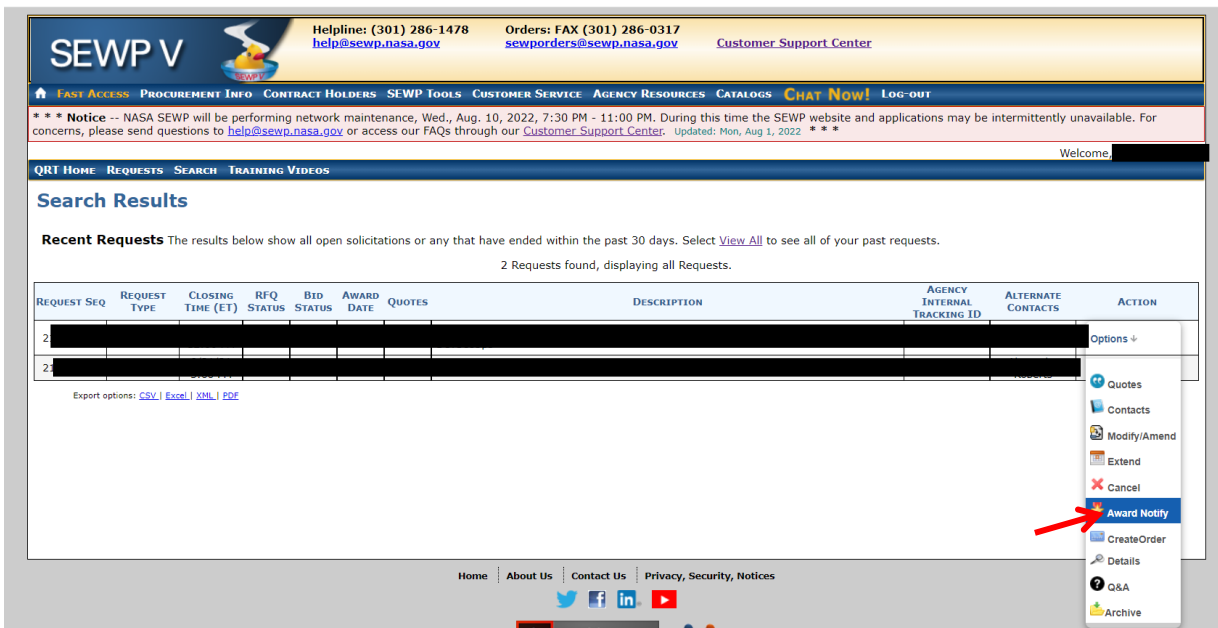 SEWP V
SEWP V
Helpline: (301) 286-1478 Orders: FAX (301) 286-0317
help@sewp.nasa.gov sewporders@sewp.nasa.gov Customer Support Center
FAST ACCESS PROCUREMENT INFO CONTRACT HOLDERS SEWP TOOLS CUSTOMER SERVICE AGENCY RESOURCES CATALOGS CHAT NOW! LOG-OUT
* * * Notice -- NASA SEWP will be performing network maintenance, Wed., Aug. 10, 2022, 7:30 PM - 11:00 PM. During this time the SEWP website and applications may be intermittently unavailable. For
concerns, please send questions to help@sewp.nasa.gov or access our FAQs through our Customer Support Center. Updated: Mon, Aug 1, 2022 * * *
Welcome,
QRT HOME REQUESTS SEARCH TRAINING VIDEOS
Search Results
Recent Requests The results below show all open solicitations or any that have ended within the past 30 days. Select View All to see all of your past requests.
2 Requests found, displaying all Requests.
REQUEST SEQ REQUEST TYPE CLOSING TIME (ET) RFQ STATUS BID STATUS AWARD DATE QUOTES DESCRIPTION AGENCY INTERNAL TRACKING ID ALTERNATE CONTACTS ACTION
2
Options
21
Export options: CSV | Excel | XML | PDF
Quotes
Contacts
Modify/Amend
Extend
Cancel
Award Notify
CreateOrder
Details
Q&A
Archive
Home About Us Contact Us Privacy, Security, Notices